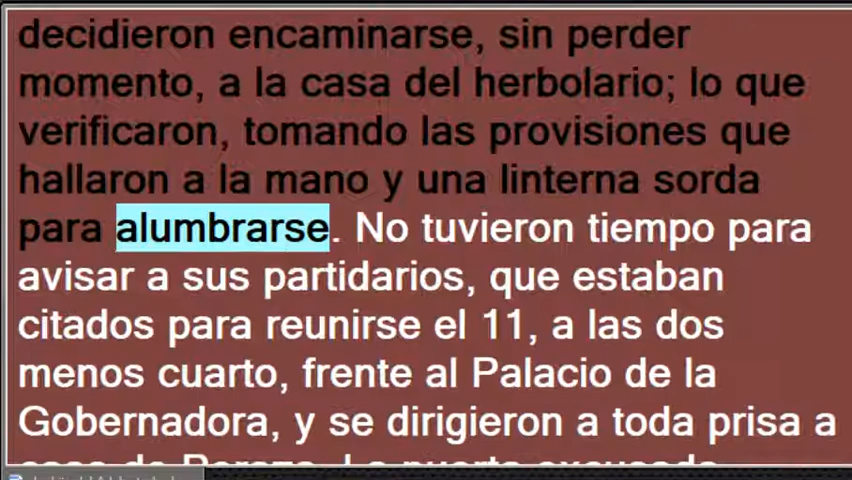 decidieron encaminarse, sin perder
momento, a la casa del herbolario; lo que
verificaron, tomando las provisiones que
hallaron a la mano y una linterna sorda
para alumbrarse. No tuvieron tiempo para
avisar a sus partidarios, que estaban
citados para reunirse el 11, a las dos
menos cuarto, frente al Palacio de la
Gobernadora, y se dirigieron a toda prisa a